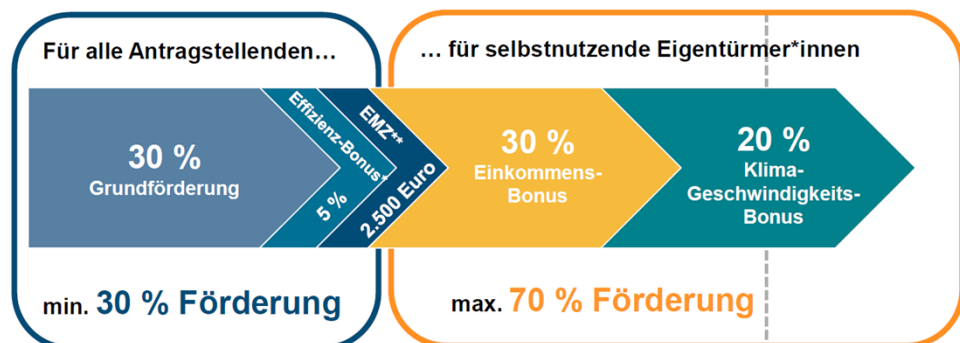 Für alle Antragstellenden…
… für selbstnutzende Eigentürmer*innen
30 %
Grundförderung
Effizienz-Bonus*
5 %
EMZ**
2.500 Euro
30 %
Einkommens-
Bonus
20 %
Klima-
Geschwindigkeits-
Bonus
min. 30 % Förderung
max. 70 % Förderung